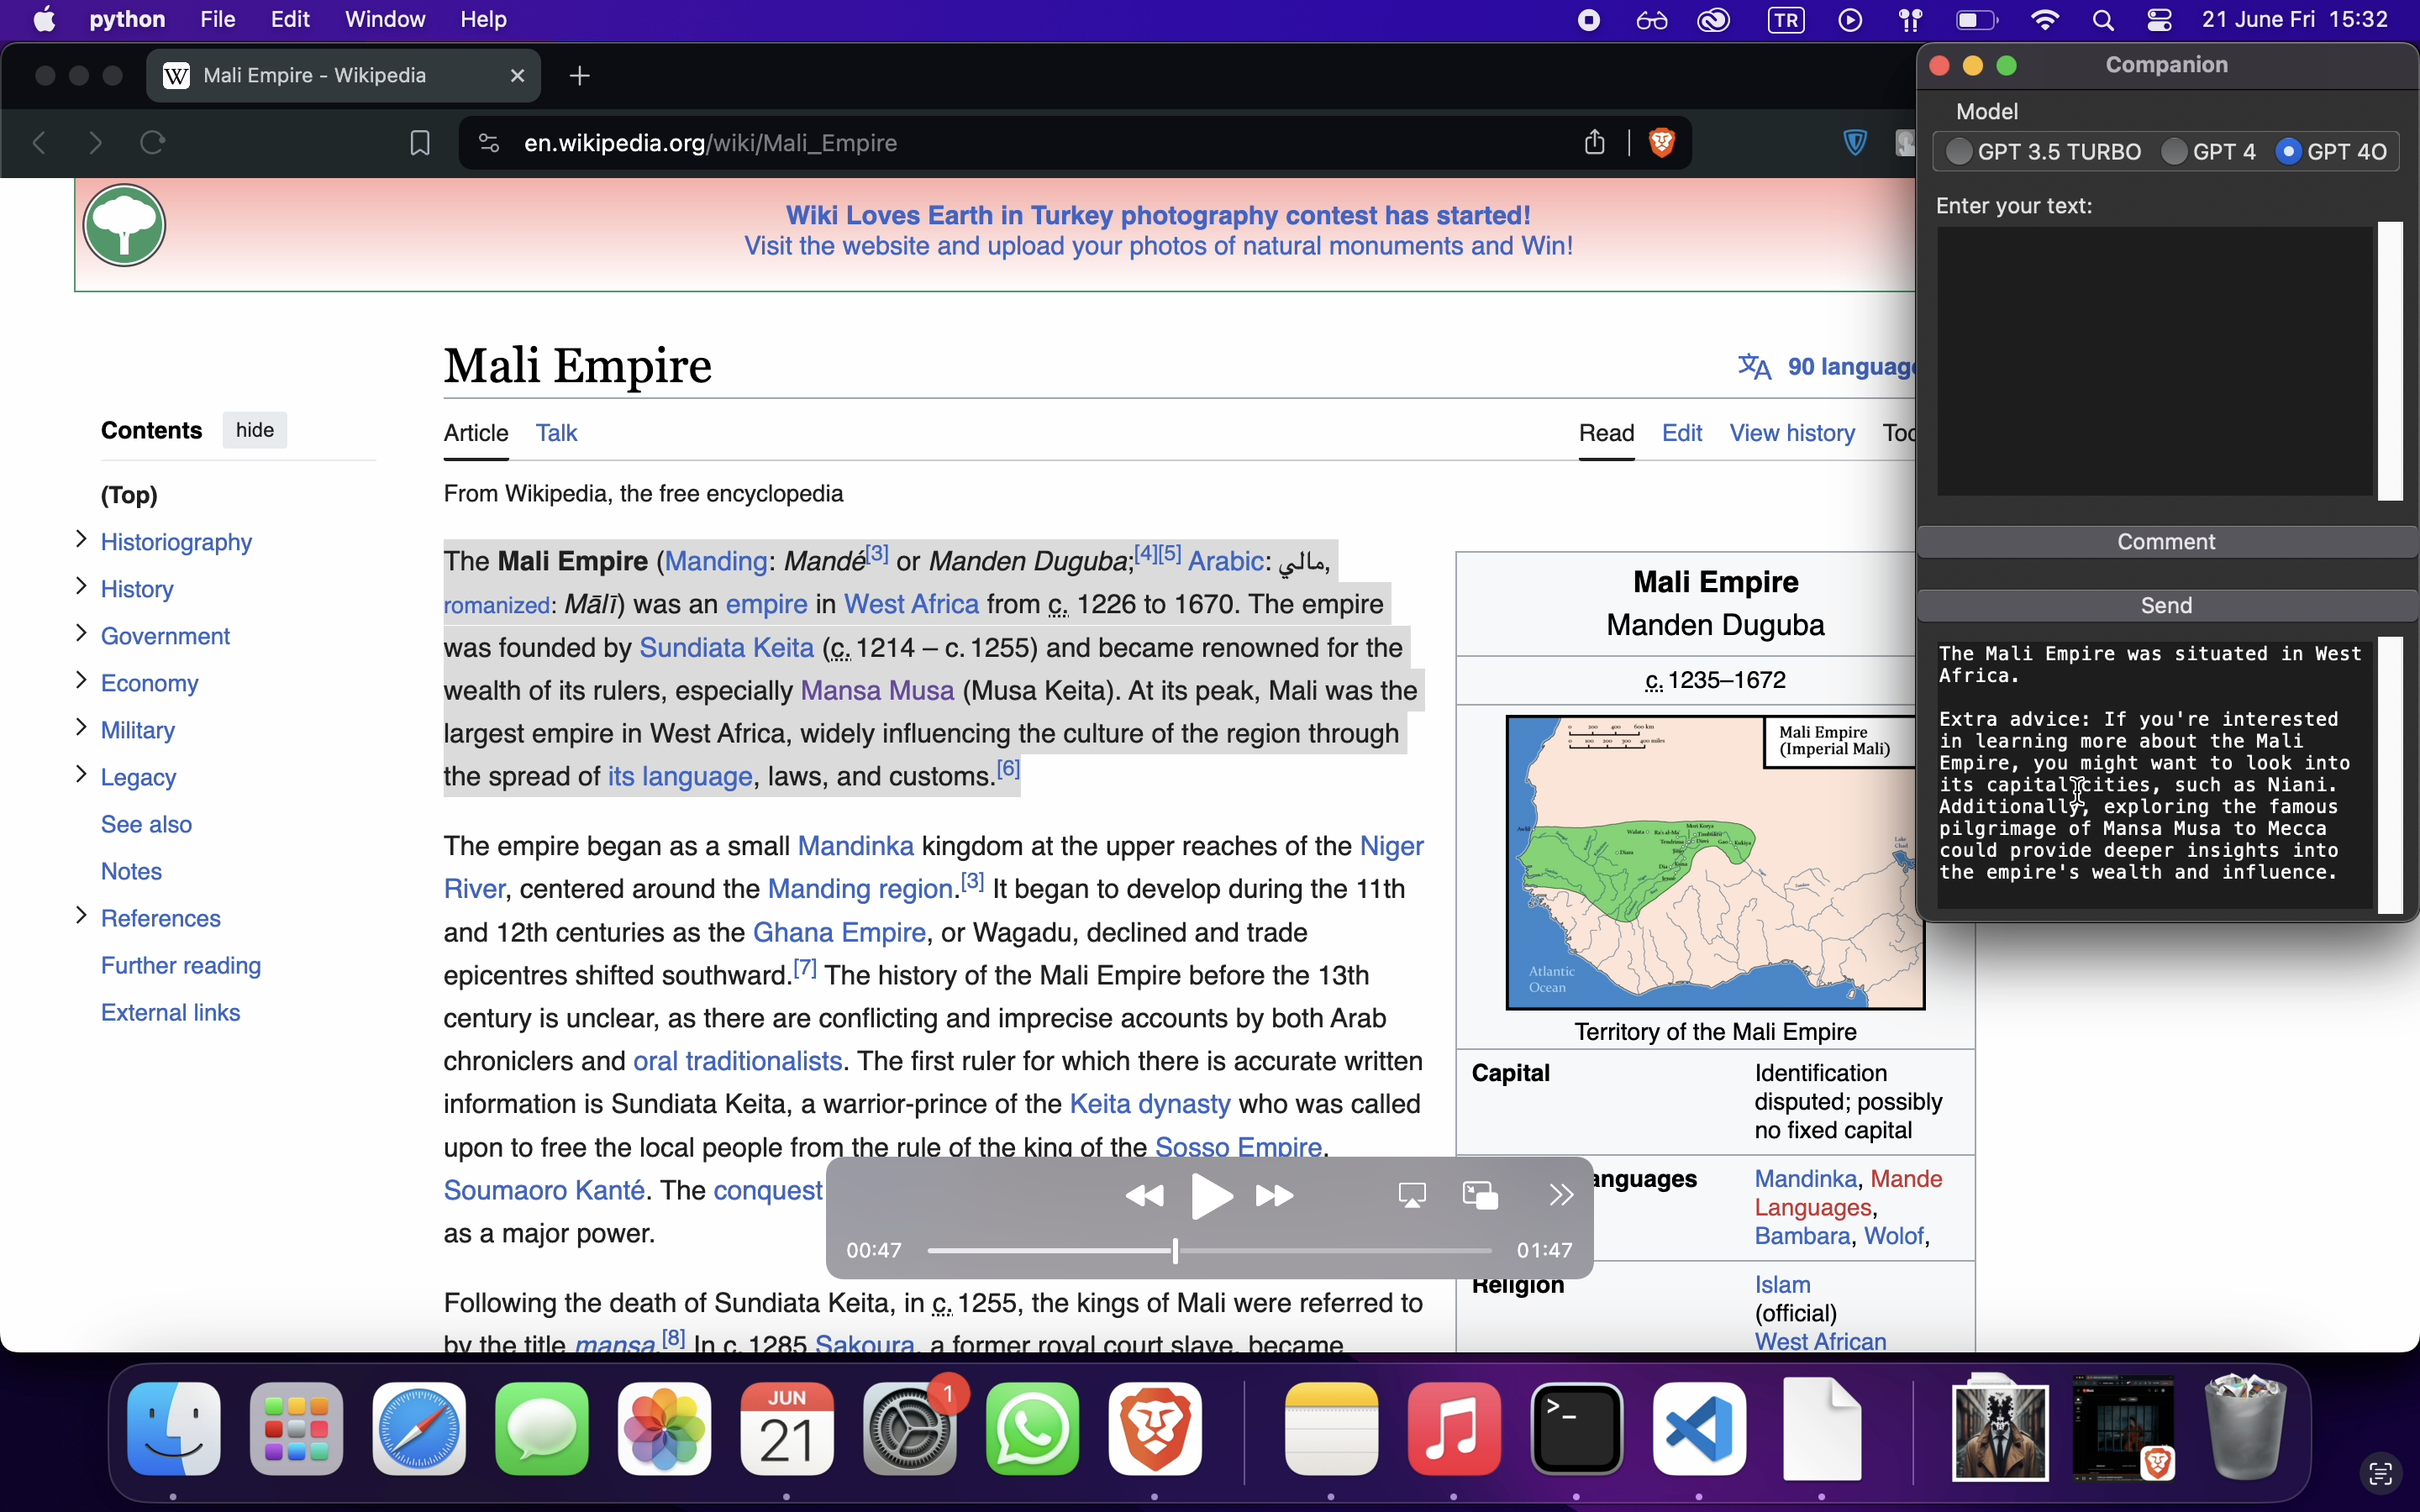 python File Edit Window Help
TR
21 June Fri 15:32
W Mali Empire - Wikipedia
en.wikipedia.org/wiki/Mali_Empire
Wiki Loves Earth in Turkey photography contest has started!
Visit the website and upload your photos of natural monuments and Win!
Mali Empire
90 language
Contents hide
Article Talk
Read Edit View history Too
(Top)
Historiography
History
Government
Economy
Military
Legacy
See also
Notes
References
Further reading
External links
From Wikipedia, the free encyclopedia
The Mali Empire (Manding: Mandé[3] or Manden Duguba;[4][5] Arabic: مالي,
romanized: Mālī) was an empire in West Africa from c. 1226 to 1670. The empire
was founded by Sundiata Keita (c. 1214 – c. 1255) and became renowned for the
wealth of its rulers, especially Mansa Musa (Musa Keita). At its peak, Mali was the
largest empire in West Africa, widely influencing the culture of the region through
the spread of its language, laws, and customs.[6]
The empire began as a small Mandinka kingdom at the upper reaches of the Niger
River, centered around the Manding region.[3] It began to develop during the 11th
and 12th centuries as the Ghana Empire, or Wagadu, declined and trade
epicentres shifted southward.[7] The history of the Mali Empire before the 13th
century is unclear, as there are conflicting and imprecise accounts by both Arab
chroniclers and oral traditionalists. The first ruler for which there is accurate written
information is Sundiata Keita, a warrior-prince of the Keita dynasty who was called
upon to free the local people from the rule of the king of the Sosso Empire,
Soumaoro Kanté. The conquest
as a major power.
Following the death of Sundiata Keita, in c. 1255, the kings of Mali were referred to
by the title mansa.[8] In c. 1285 Sakoura, a former royal court slave, became
Mali Empire
Manden Duguba
c. 1235–1672
Mali Empire
(Imperial Mali)
Atlantic
Ocean
Territory of the Mali Empire
Capital
Identification
disputed; possibly
no fixed capital
anguages
Mandinka, Mande
Languages,
Bambara, Wolof,
Religion
Islam
(official)
West African
00:47
01:47
Companion
Model
GPT 3.5 TURBO GPT 4 GPT 4O
Enter your text:
Comment
Send
The Mali Empire was situated in West
Africa.
Extra advice: If you're interested
in learning more about the Mali
Empire, you might want to look into
its capital cities, such as Niani.
Additionally, exploring the famous
pilgrimage of Mansa Musa to Mecca
could provide deeper insights into
the empire's wealth and influence.
JUN
21
1